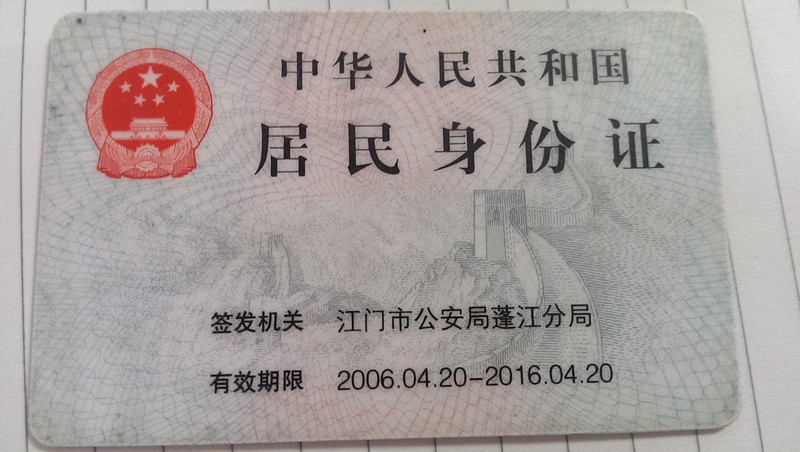 中华人民共和国
居民身份证
签发机关 江门市公安局蓬江分局
有效期限 2006.04.20-2016.04.20